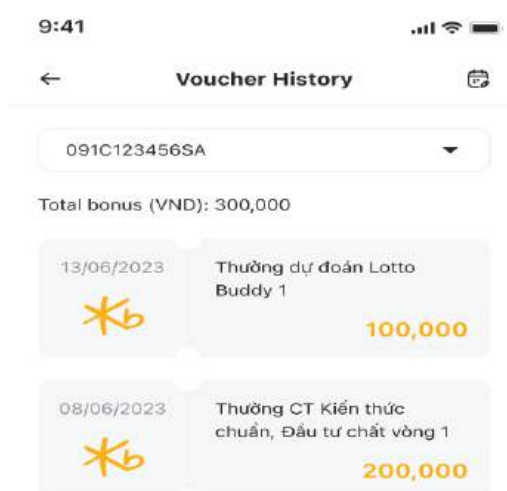 9:41
Voucher History
091C123456SA
Total bonus (VND): 300,000
13/06/2023
Thưởng dự đoán Lotto
Buddy 1
100,000
08/06/2023
Thưởng CT Kiến thức
chuẩn, Đầu tư chất vòng 1
200,000